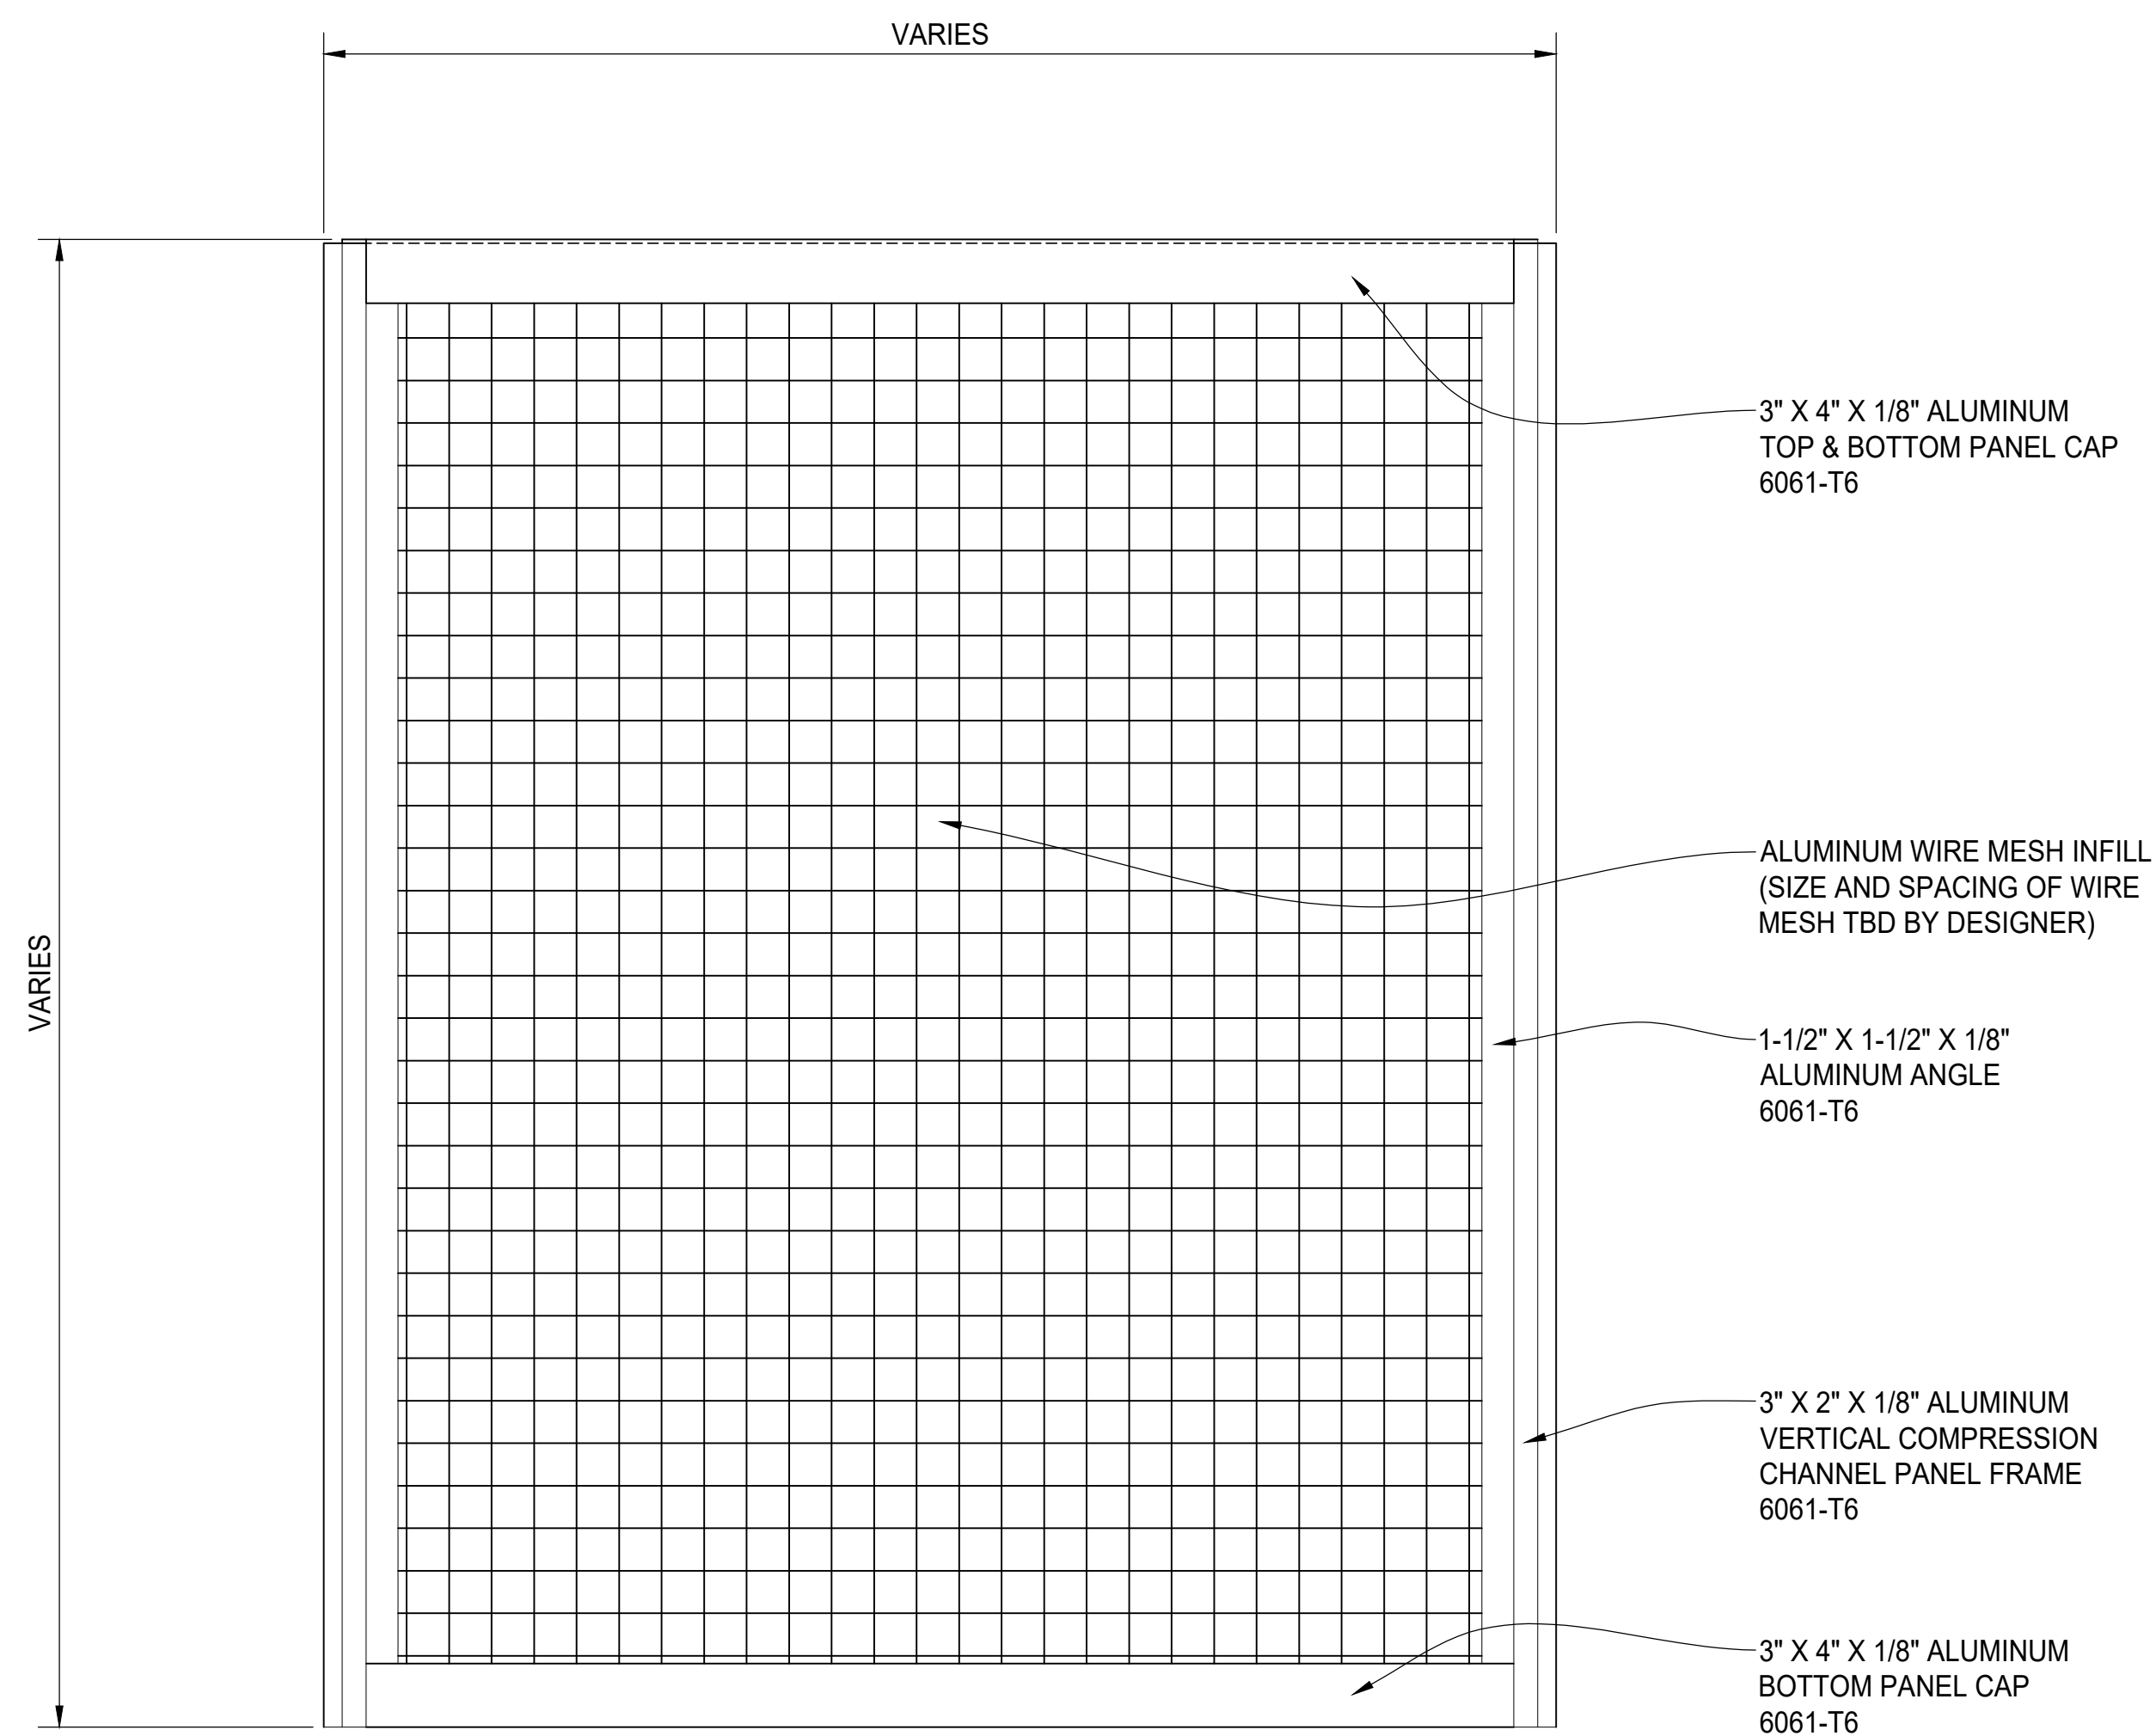 VARIES
3" X 4" X 1/8" ALUMINUM
TOP & BOTTOM PANEL CAP
6061-T6
ALUMINUM WIRE MESH INFILL
(SIZE AND SPACING OF WIRE
MESH TBD BY DESIGNER)
VARIES
1-1/2" X 1-1/2" X 1/8"
ALUMINUM ANGLE
6061-T6
3" X 2" X 1/8" ALUMINUM
VERTICAL COMPRESSION
CHANNEL PANEL FRAME
6061-T6
3" X 4" X 1/8" ALUMINUM
BOTTOM PANEL CAP
6061-T6